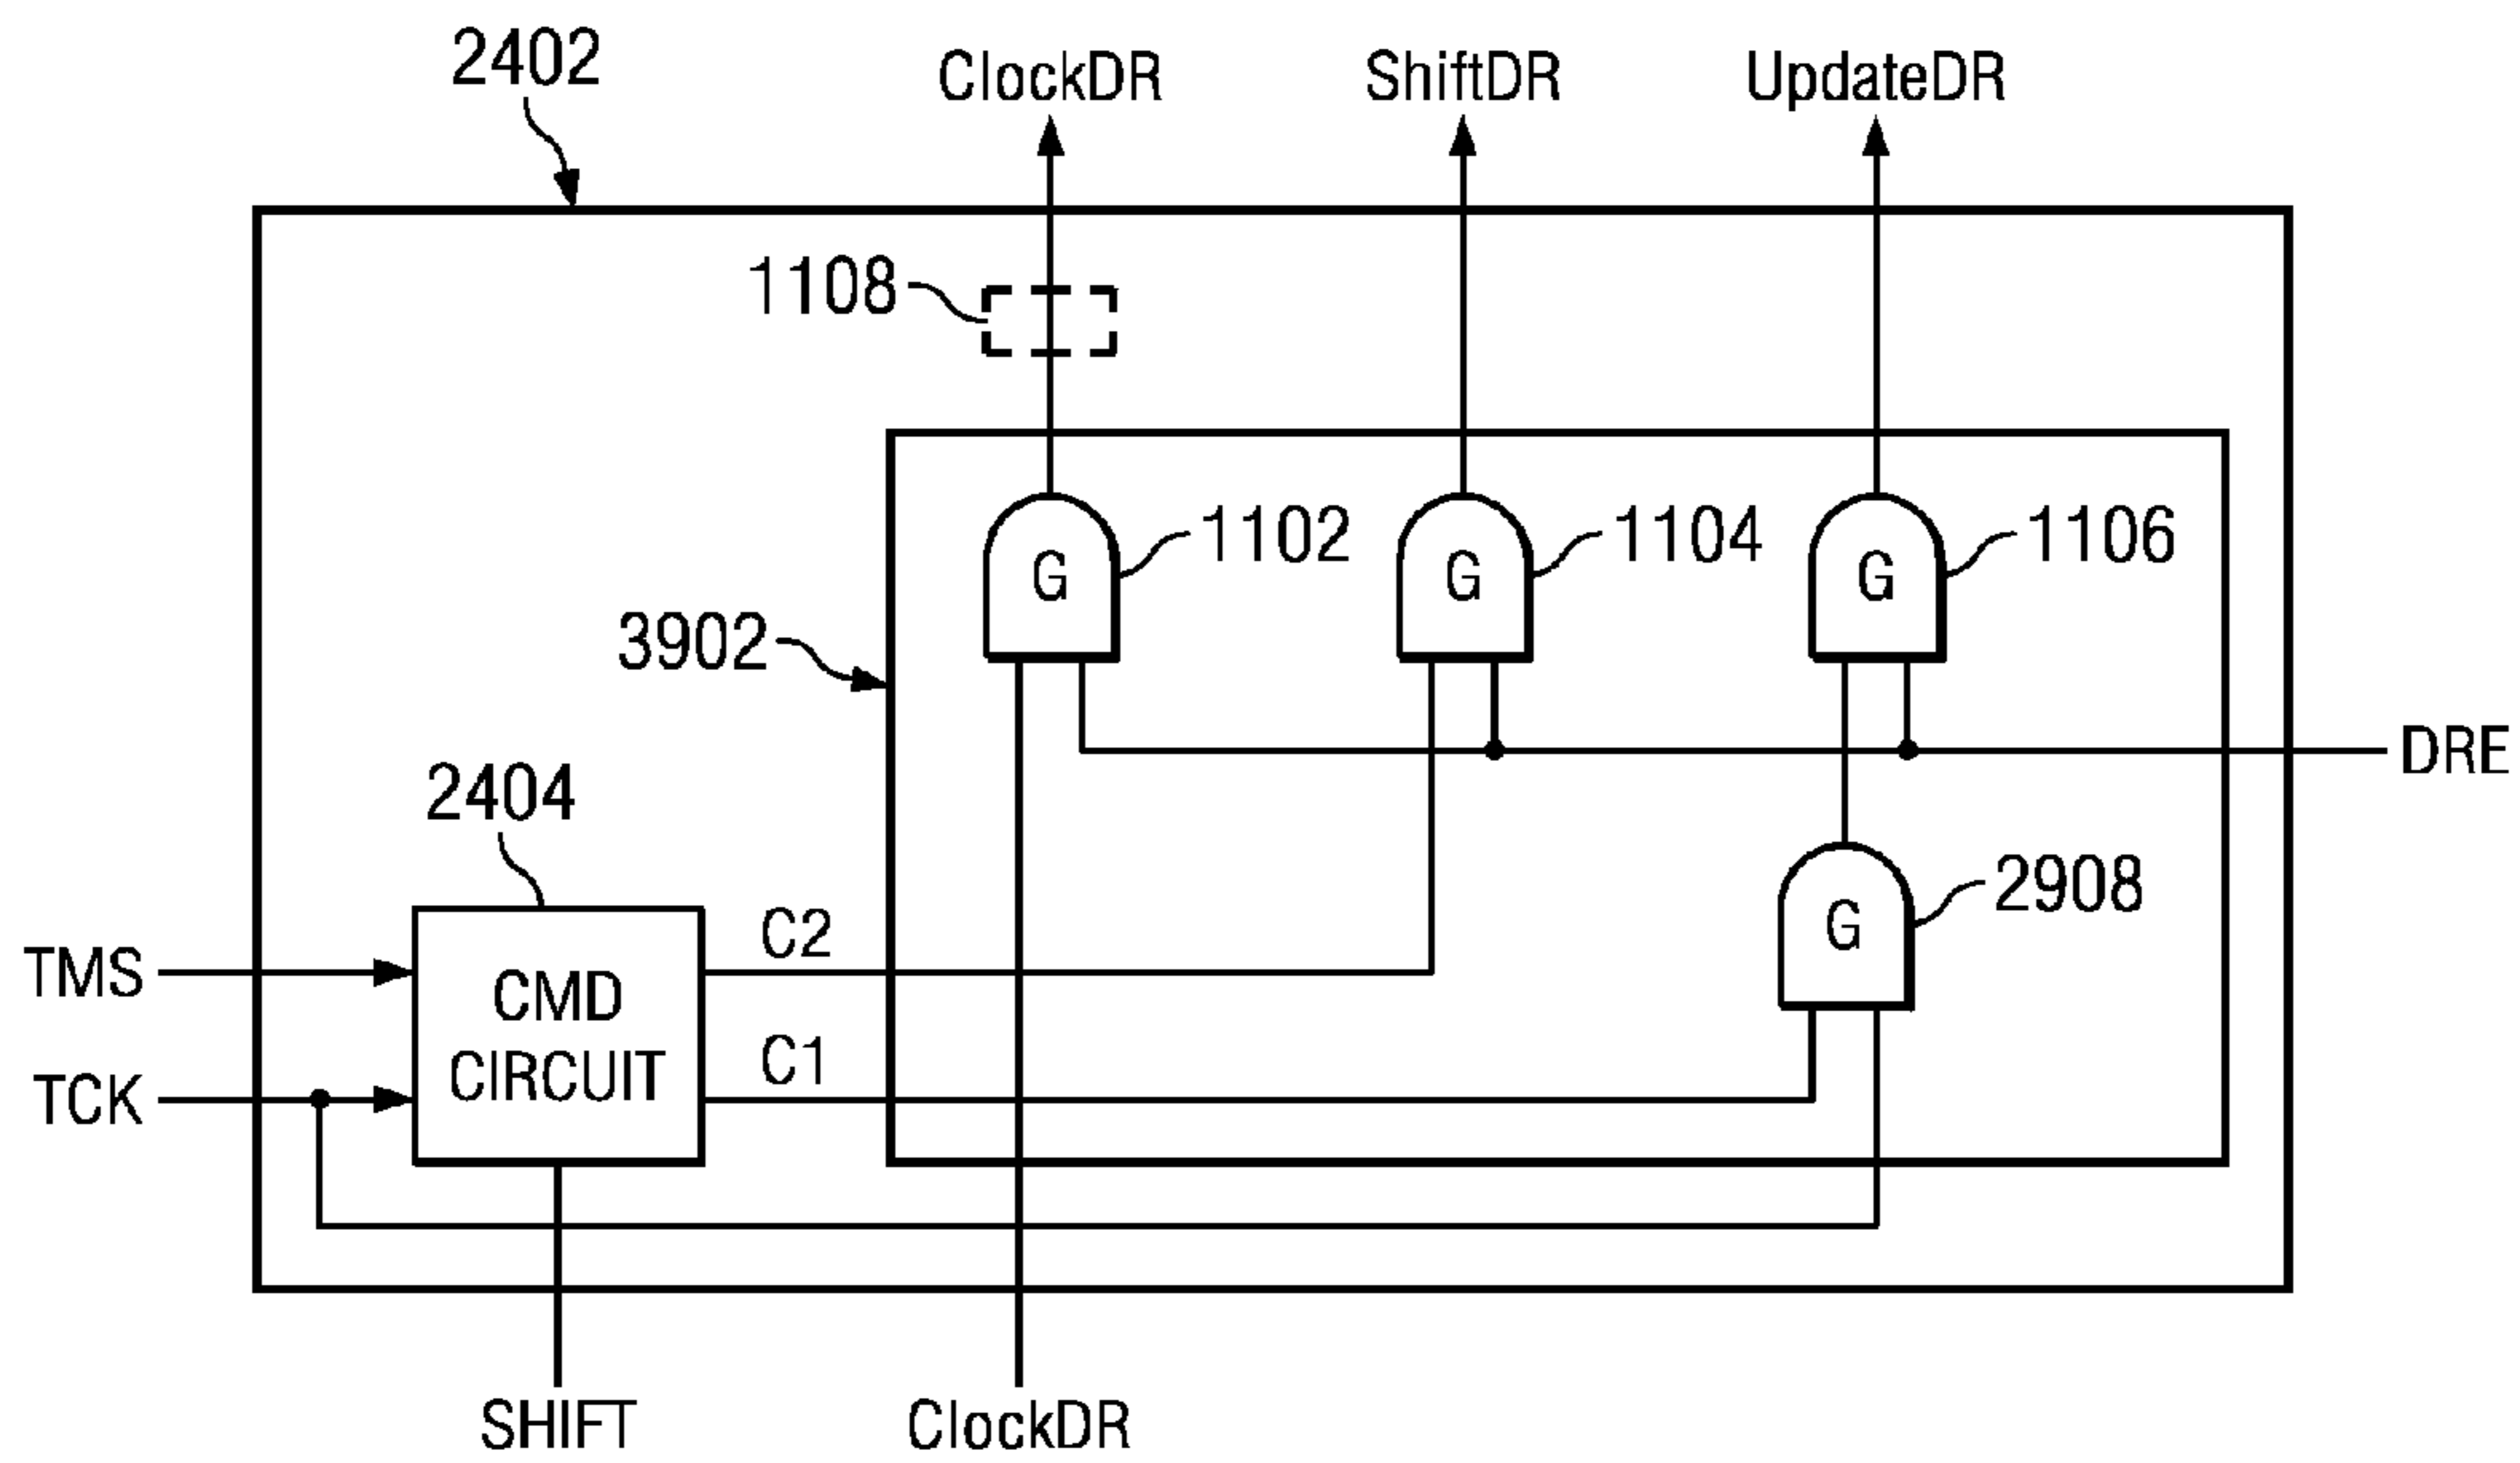 2402
ClockDR
ShiftDR
UpdateDR
1108
G
1102
G
1104
G
1106
3902
DRE
2404
G
2908
C2
TMS
CMD
CIRCUIT
C1
TCK
SHIFT
ClockDR